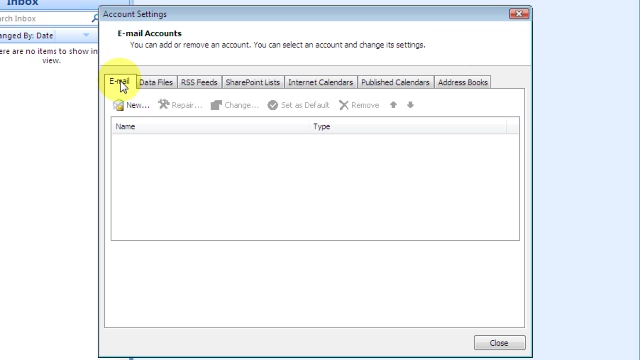 Inbox
Search Inbox
anged By: Date
here are no items to show in
view.
Account Settings
E-mail Accounts
You can add or remove an account. You can select an account and change its settings.
E-mail Data Files RSS Feeds SharePoint Lists Internet Calendars Published Calendars Address Books
New... Repair... Change... Set as Default Remove
Name Type
Close